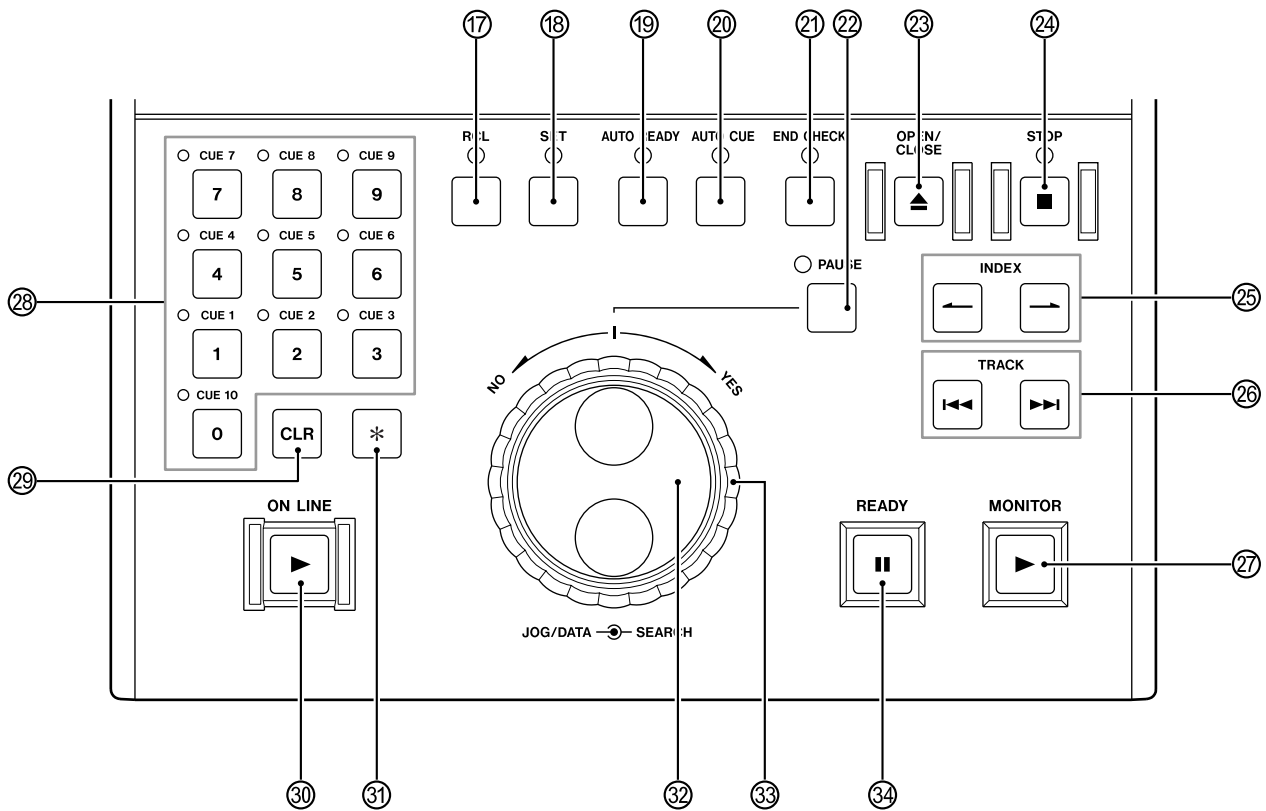 ⑰ ⑱ ⑲ ⑳ ㉑ ㉒ ㉓ ㉔
RCL SET AUTO READY AUTO CUE END CHECK OPEN/ STOP
CLOSE
CUE 7 CUE 8 CUE 9
7 8 9
CUE 4 CUE 5 CUE 6
4 5 6
PAUSE
INDEX
㉘ ㉕
CUE 1 CUE 2 CUE 3
1 2 3
NO YES
TRACK
㉖
CUE 10
0 CLR *
㉙
ON LINE READY MONITOR
㉗
JOG/DATA SEARCH
㉚ ㉛ ㉜ ㉝ ㉞